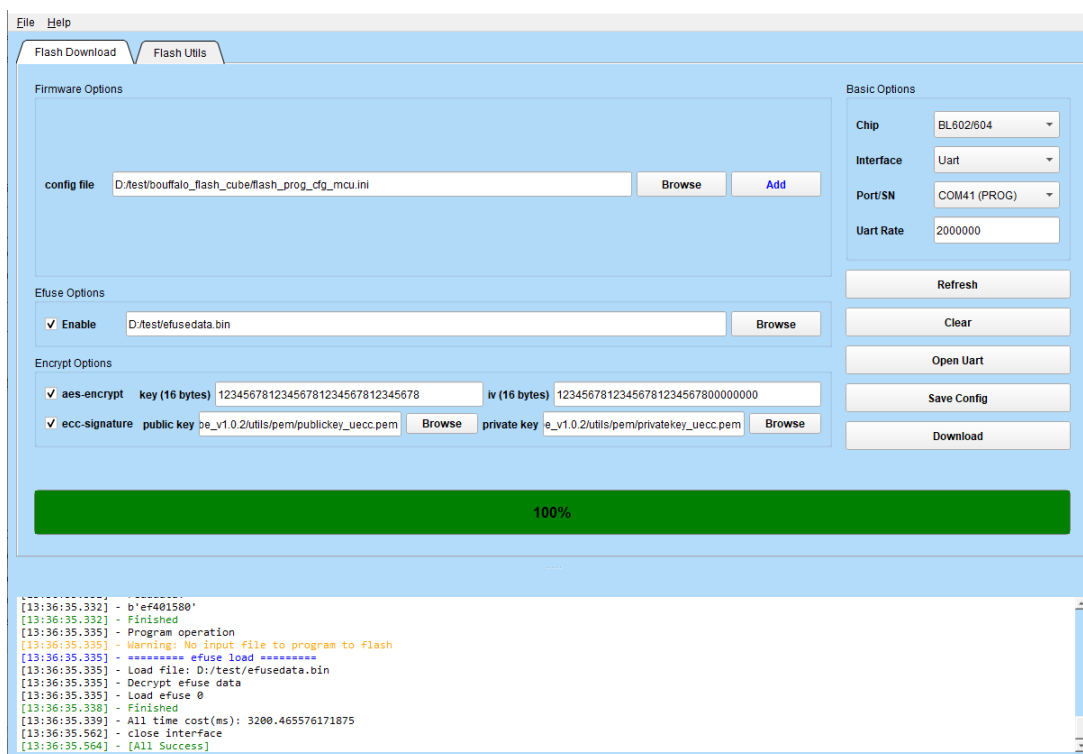 File Help
Flash Download Flash Utils
Firmware Options
config file D:/test/bouffalo_flash_cube/flash_prog_cfg_mcu.ini Browse Add
Efuse Options
Enable D:/test/efusedata.bin Browse
Encrypt Options
aes-encrypt key (16 bytes) 12345678123456781234567812345678 iv (16 bytes) 12345678123456781234567800000000
ecc-signature public key be_v1.0.2/utils/pem/publickey_uecc.pem Browse private key e_v1.0.2/utils/pem/privatekey_uecc.pem Browse
Basic Options
Chip BL602/604
Interface Uart
Port/SN COM41 (PROG)
Uart Rate 2000000
Refresh
Clear
Open Uart
Save Config
Download
100%
[13:36:35.332] - b'ef401580'
[13:36:35.332] - Finished
[13:36:35.335] - Program operation
[13:36:35.335] - Warning: No input file to program to flash
[13:36:35.335] - ========= efuse load =========
[13:36:35.335] - Load file: D:/test/efusedata.bin
[13:36:35.335] - Decrypt efuse data
[13:36:35.335] - Load efuse 0
[13:36:35.338] - Finished
[13:36:35.339] - All time cost(ms): 3200.465576171875
[13:36:35.562] - close interface
[13:36:35.564] - [All Success]